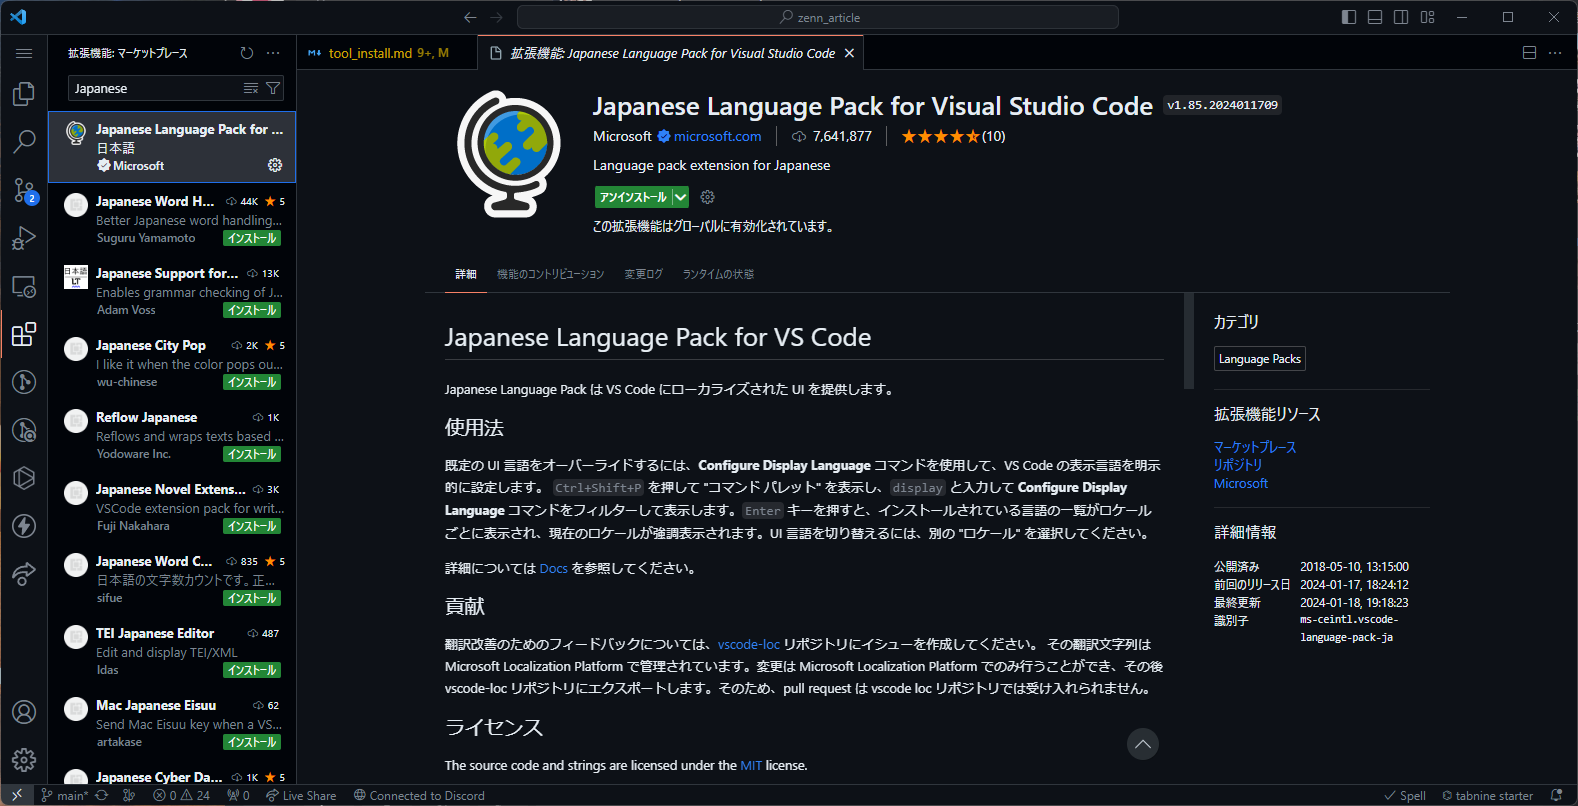 zenn_article
拡張機能: マーケットプレース
Japanese
Japanese Language Pack for ...
日本語
Microsoft
Japanese Word H... 44K ★ 5
Better Japanese word handling...
Suguru Yamamoto インストール
Japanese Support for... 13K
Enables grammar checking of J...
Adam Voss インストール
Japanese City Pop 2K ★ 5
I like it when the color pops ou...
wu-chinese インストール
Reflow Japanese 1K
Reflows and wraps texts based ...
Yodoware Inc. インストール
Japanese Novel Extens... 3K
VSCode extension pack for writ...
Fuji Nakahara インストール
Japanese Word C... 835 ★ 5
日本語の文字数カウントです。正...
sifue インストール
TEI Japanese Editor 487
Edit and display TEI/XML
ldas インストール
Mac Japanese Eisuu 62
Send Mac Eisuu key when a VS...
artakase インストール
Japanese Cyber Da... 1K ★ 5
2
tool_install.md 9+, M
拡張機能: Japanese Language Pack for Visual Studio Code
Japanese Language Pack for Visual Studio Code v1.85.2024011709
Microsoft microsoft.com 7,641,877 (10)
Language pack extension for Japanese
アンインストール
この拡張機能はグローバルに有効化されています。
詳細 機能のコントリビューション 変更ログ ランタイムの状態
Japanese Language Pack for VS Code
Japanese Language Pack は VS Code にローカライズされた UI を提供します。
使用法
既定の UI 言語をオーバーライドするには、Configure Display Language コマンドを使用して、VS Code の表示言語を明示
的に設定します。 Ctrl+Shift+P を押して "コマンド パレット" を表示し、display と入力して Configure Display
Language コマンドをフィルターして表示します。Enter キーを押すと、インストールされている言語の一覧がロケール
ごとに表示され、現在のロケールが強調表示されます。UI 言語を切り替えるには、別の "ロケール" を選択してください。
詳細については Docs を参照してください。
貢献
翻訳改善のためのフィードバックについては、vscode-loc リポジトリにイシューを作成してください。 その翻訳文字列は
Microsoft Localization Platform で管理されています。変更は Microsoft Localization Platform でのみ行うことができ、その後
vscode-loc リポジトリにエクスポートします。そのため、pull request は vscode loc リポジトリでは受け入れられません。
ライセンス
The source code and strings are licensed under the MIT license.
カテゴリ
Language Packs
拡張機能リソース
マーケットプレース
リポジトリ
Microsoft
詳細情報
公開済み 2018-05-10, 13:15:00
前回のリリース日 2024-01-17, 18:24:12
最終更新 2024-01-18, 19:18:23
識別子 ms-ceintl.vscode-
language-pack-ja
main* 0 24 0 Live Share Connected to Discord Spell tabnine starter